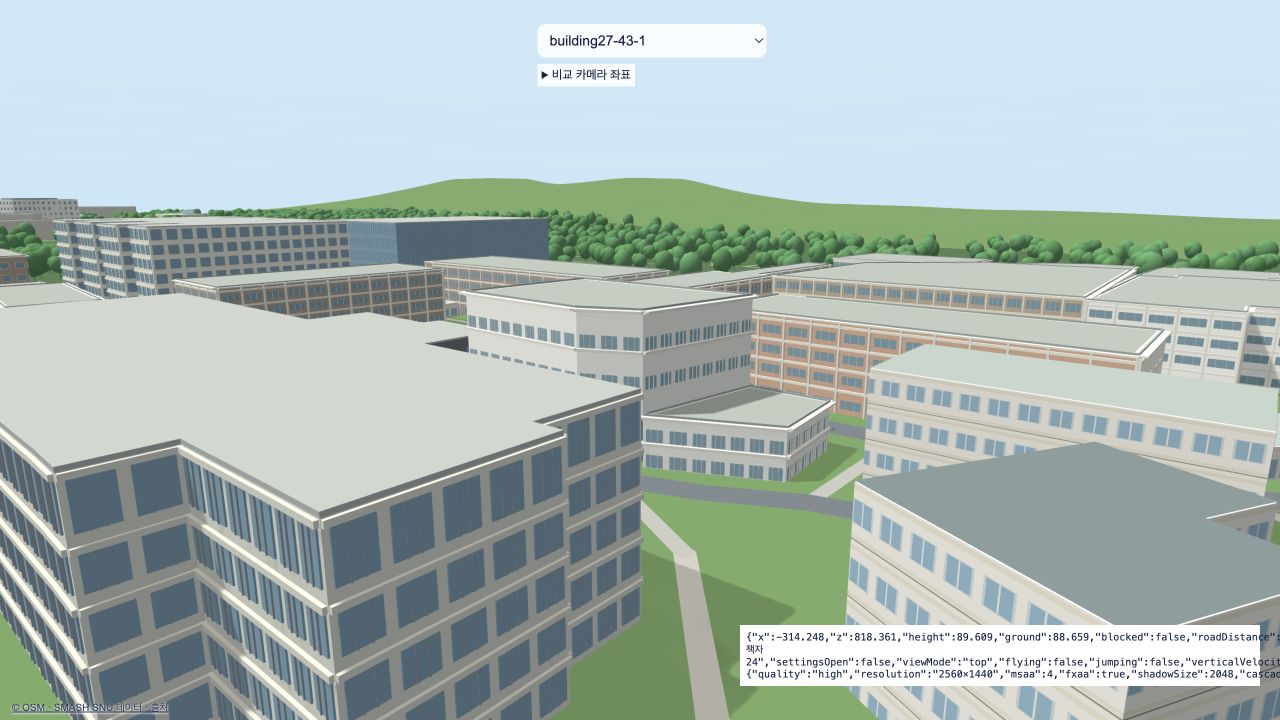 building27-43-1
▶ 비교 카메라 좌표
{"x":-314.248,"z":818.361,"height":89.609,"ground":88.659,"blocked":false,"roadDistance":
책자
24","settingsOpen":false,"viewMode":"top","flying":false,"jumping":false,"verticalVeloci
{"quality":"high","resolution":"2560×1440","msaa":4,"fxaa":true,"shadowSize":2048,"casca
© OSM · SMASH SNU 데이터 · 출처